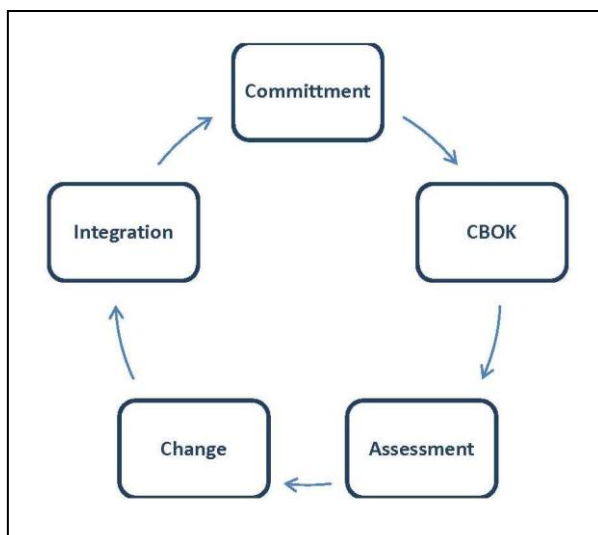 Committment
CBOK
Assessment
Change
Integration